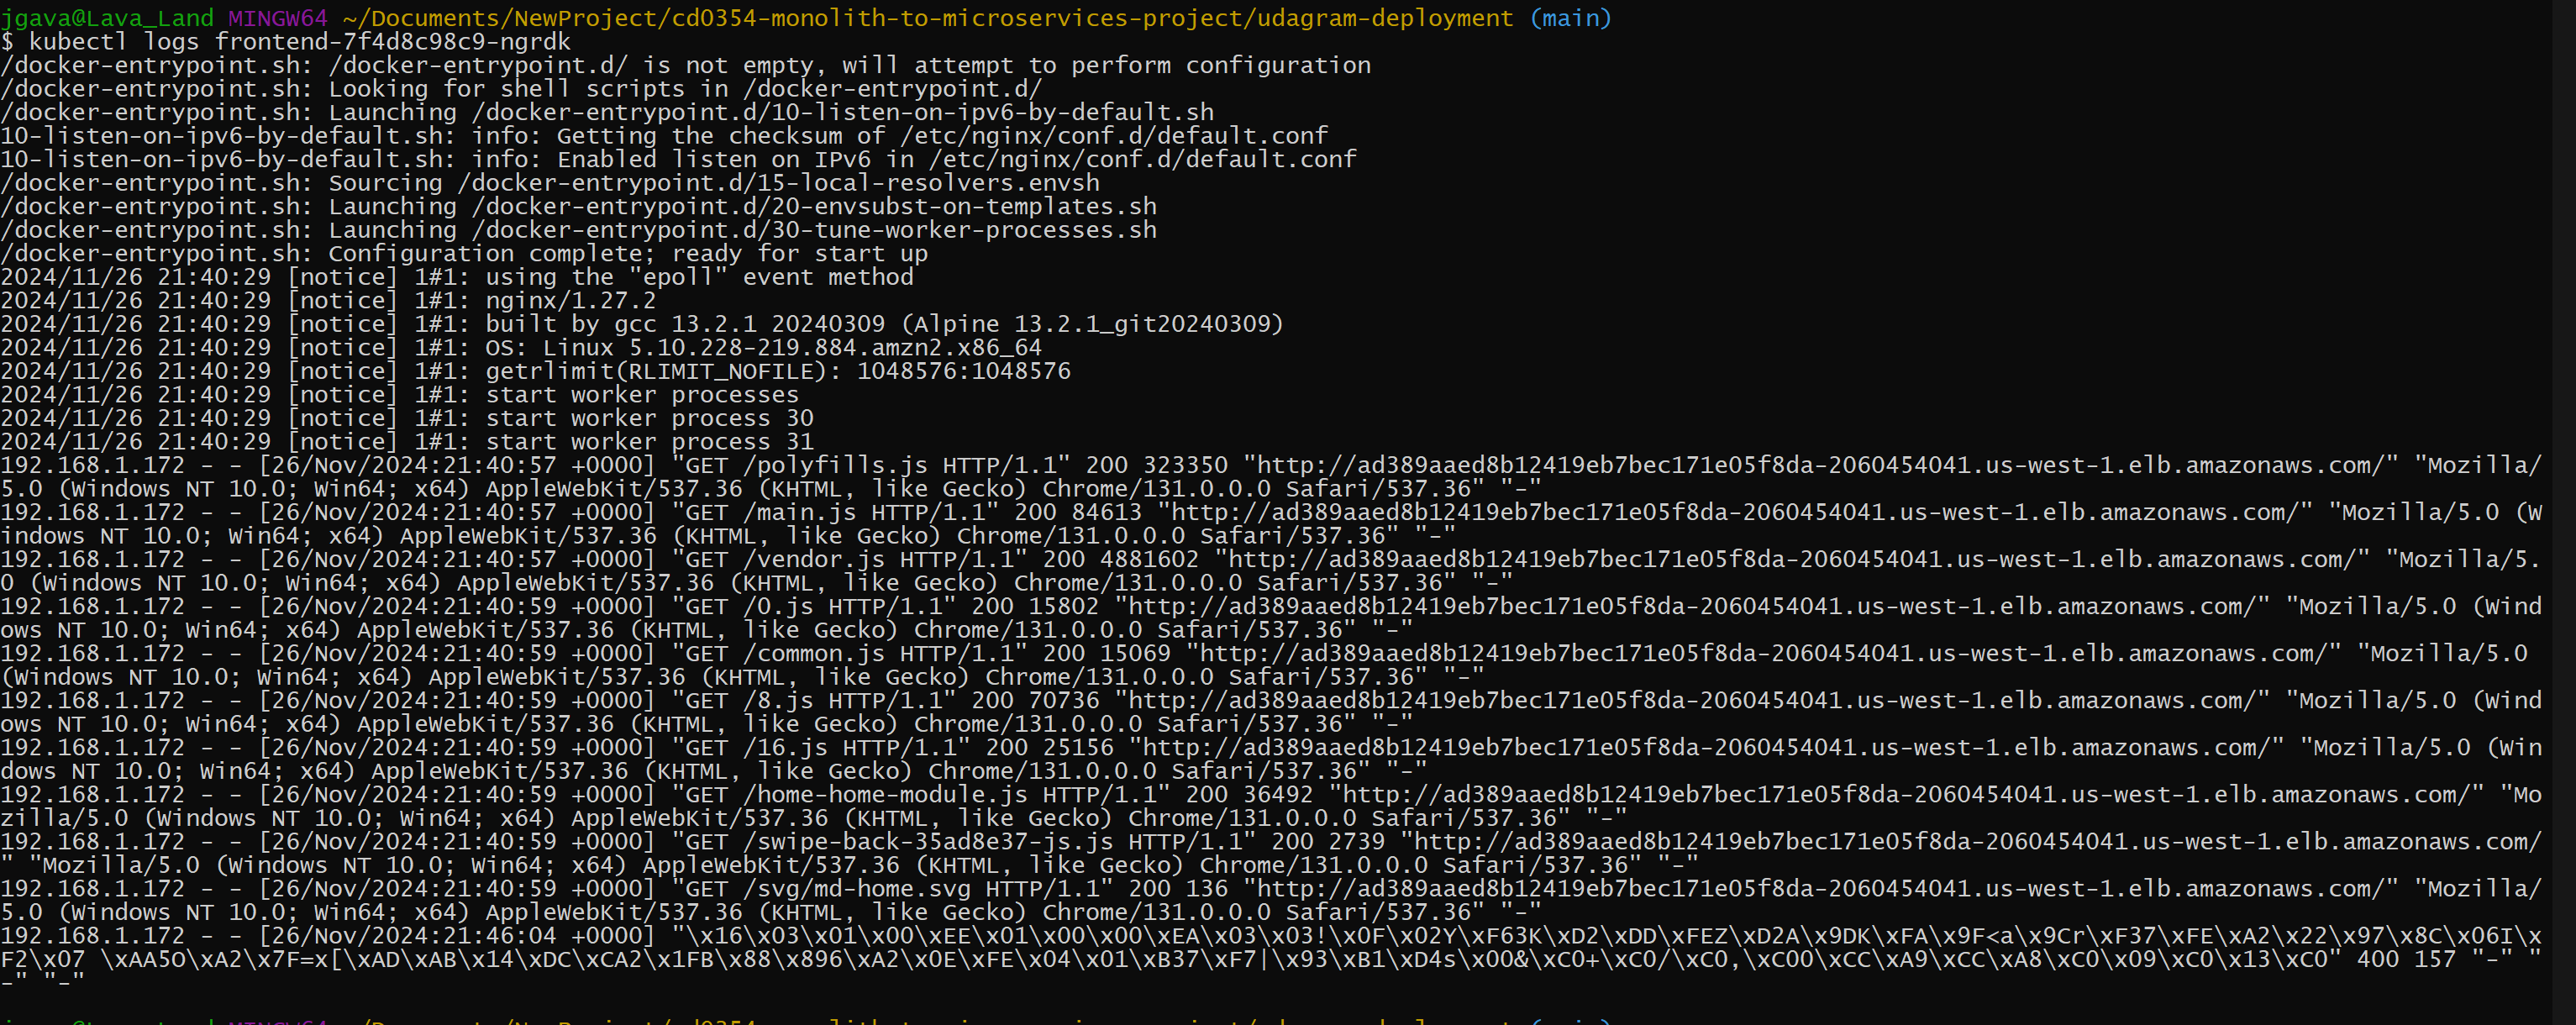 jgava@Lava_Land MINGW64 ~/Documents/NewProject/cd0354-monolith-to-microservices-project/udagram-deployment (main)
$ kubectl logs frontend-7f4d8c98c9-ngrdk
/docker-entrypoint.sh: /docker-entrypoint.d/ is not empty, will attempt to perform configuration
/docker-entrypoint.sh: Looking for shell scripts in /docker-entrypoint.d/
/docker-entrypoint.sh: Launching /docker-entrypoint.d/10-listen-on-ipv6-by-default.sh
10-listen-on-ipv6-by-default.sh: info: Getting the checksum of /etc/nginx/conf.d/default.conf
10-listen-on-ipv6-by-default.sh: info: Enabled listen on IPv6 in /etc/nginx/conf.d/default.conf
/docker-entrypoint.sh: Sourcing /docker-entrypoint.d/15-local-resolvers.envsh
/docker-entrypoint.sh: Launching /docker-entrypoint.d/20-envsubst-on-templates.sh
/docker-entrypoint.sh: Launching /docker-entrypoint.d/30-tune-worker-processes.sh
/docker-entrypoint.sh: Configuration complete; ready for start up
2024/11/26 21:40:29 [notice] 1#1: using the "epoll" event method
2024/11/26 21:40:29 [notice] 1#1: nginx/1.27.2
2024/11/26 21:40:29 [notice] 1#1: built by gcc 13.2.1 20240309 (Alpine 13.2.1_git20240309)
2024/11/26 21:40:29 [notice] 1#1: OS: Linux 5.10.228-219.884.amzn2.x86_64
2024/11/26 21:40:29 [notice] 1#1: getrlimit(RLIMIT_NOFILE): 1048576:1048576
2024/11/26 21:40:29 [notice] 1#1: start worker processes
2024/11/26 21:40:29 [notice] 1#1: start worker process 30
2024/11/26 21:40:29 [notice] 1#1: start worker process 31
192.168.1.172 - - [26/Nov/2024:21:40:57 +0000] "GET /polyfills.js HTTP/1.1" 200 323350 "http://ad389aaed8b12419eb7bec171e05f8da-2060454041.us-west-1.elb.amazonaws.com/" "Mozilla/
5.0 (Windows NT 10.0; Win64; x64) AppleWebKit/537.36 (KHTML, like Gecko) Chrome/131.0.0.0 Safari/537.36" "-"
192.168.1.172 - - [26/Nov/2024:21:40:57 +0000] "GET /main.js HTTP/1.1" 200 84613 "http://ad389aaed8b12419eb7bec171e05f8da-2060454041.us-west-1.elb.amazonaws.com/" "Mozilla/5.0 (W
indows NT 10.0; Win64; x64) AppleWebKit/537.36 (KHTML, like Gecko) Chrome/131.0.0.0 Safari/537.36" "-"
192.168.1.172 - - [26/Nov/2024:21:40:57 +0000] "GET /vendor.js HTTP/1.1" 200 4881602 "http://ad389aaed8b12419eb7bec171e05f8da-2060454041.us-west-1.elb.amazonaws.com/" "Mozilla/5.
0 (Windows NT 10.0; Win64; x64) AppleWebKit/537.36 (KHTML, like Gecko) Chrome/131.0.0.0 Safari/537.36" "-"
192.168.1.172 - - [26/Nov/2024:21:40:59 +0000] "GET /0.js HTTP/1.1" 200 15802 "http://ad389aaed8b12419eb7bec171e05f8da-2060454041.us-west-1.elb.amazonaws.com/" "Mozilla/5.0 (Wind
ows NT 10.0; Win64; x64) AppleWebKit/537.36 (KHTML, like Gecko) Chrome/131.0.0.0 Safari/537.36" "-"
192.168.1.172 - - [26/Nov/2024:21:40:59 +0000] "GET /common.js HTTP/1.1" 200 15069 "http://ad389aaed8b12419eb7bec171e05f8da-2060454041.us-west-1.elb.amazonaws.com/" "Mozilla/5.0 
(Windows NT 10.0; Win64; x64) AppleWebKit/537.36 (KHTML, like Gecko) Chrome/131.0.0.0 Safari/537.36" "-"
192.168.1.172 - - [26/Nov/2024:21:40:59 +0000] "GET /8.js HTTP/1.1" 200 70736 "http://ad389aaed8b12419eb7bec171e05f8da-2060454041.us-west-1.elb.amazonaws.com/" "Mozilla/5.0 (Wind
ows NT 10.0; Win64; x64) AppleWebKit/537.36 (KHTML, like Gecko) Chrome/131.0.0.0 Safari/537.36" "-"
192.168.1.172 - - [26/Nov/2024:21:40:59 +0000] "GET /16.js HTTP/1.1" 200 25156 "http://ad389aaed8b12419eb7bec171e05f8da-2060454041.us-west-1.elb.amazonaws.com/" "Mozilla/5.0 (Win
dows NT 10.0; Win64; x64) AppleWebKit/537.36 (KHTML, like Gecko) Chrome/131.0.0.0 Safari/537.36" "-"
192.168.1.172 - - [26/Nov/2024:21:40:59 +0000] "GET /home-home-module.js HTTP/1.1" 200 36492 "http://ad389aaed8b12419eb7bec171e05f8da-2060454041.us-west-1.elb.amazonaws.com/" "Mo
zilla/5.0 (Windows NT 10.0; Win64; x64) AppleWebKit/537.36 (KHTML, like Gecko) Chrome/131.0.0.0 Safari/537.36" "-"
192.168.1.172 - - [26/Nov/2024:21:40:59 +0000] "GET /swipe-back-35ad8e37-js.js HTTP/1.1" 200 2739 "http://ad389aaed8b12419eb7bec171e05f8da-2060454041.us-west-1.elb.amazonaws.com/
" "Mozilla/5.0 (Windows NT 10.0; Win64; x64) AppleWebKit/537.36 (KHTML, like Gecko) Chrome/131.0.0.0 Safari/537.36" "-"
192.168.1.172 - - [26/Nov/2024:21:40:59 +0000] "GET /svg/md-home.svg HTTP/1.1" 200 136 "http://ad389aaed8b12419eb7bec171e05f8da-2060454041.us-west-1.elb.amazonaws.com/" "Mozilla/
5.0 (Windows NT 10.0; Win64; x64) AppleWebKit/537.36 (KHTML, like Gecko) Chrome/131.0.0.0 Safari/537.36" "-"
192.168.1.172 - - [26/Nov/2024:21:46:04 +0000] "\x16\x03\x01\x00\xEE\x01\x00\x00\xEA\x03\x03!\x0F\x02Y\xF63K\xD2\xDD\xFEZ\xD2A\x9DK\xFA\x9F<a\x9Cr\xF37\xFE\xA2\x22\x97\x8C\x06I\x
F2\x07 \xAA5O\xA2\x7F=x[\xAD\xAB\x14\xDC\xCA2\x1FB\x88\x896\xA2\x0E\xFE\x04\x01\xB37\xF7|\x93\xB1\xD4s\x00&\xC0+\xC0/\xC0,\xC00\xCC\xA9\xCC\xA8\xC0\x09\xC0\x13\xC0" 400 157 "-" "
-" "-"